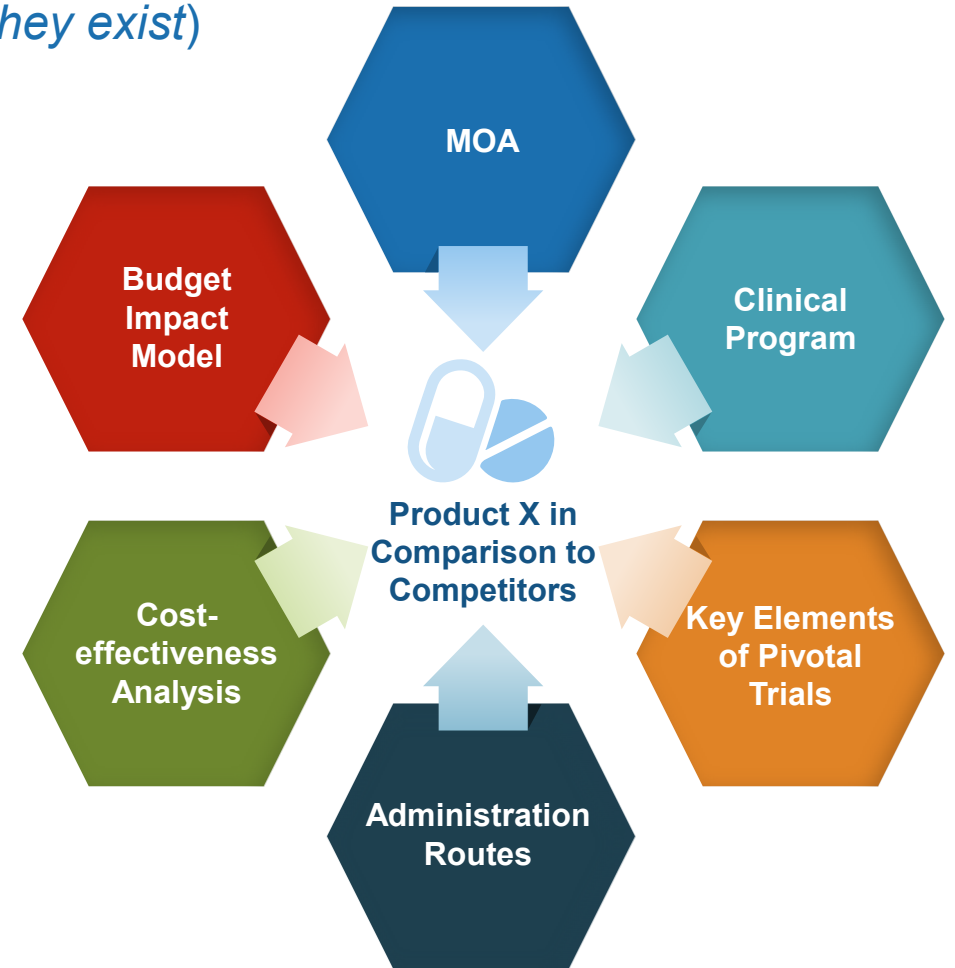 hey exist)
MOA
Budget
Impact
Model
Clinical
Program
Product X in
Comparison to
Competitors
Cost-
effectiveness
Analysis
Key Elements
of Pivotal
Trials
Administration
Routes